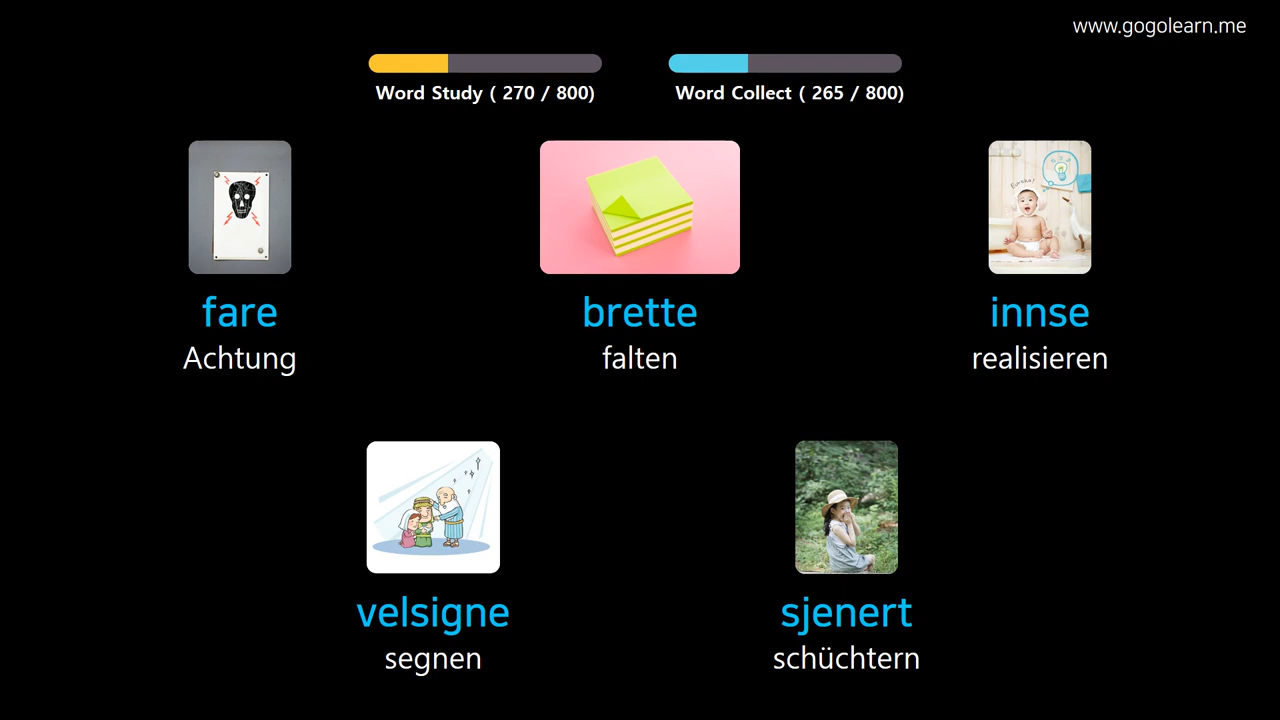 www.gogolearn.me
Word Study ( 270 / 800)
Word Collect ( 265 / 800)
Eureka!
fare
Achtung
brette
falten
innse
realisieren
velsigne
segnen
sjenert
schüchtern